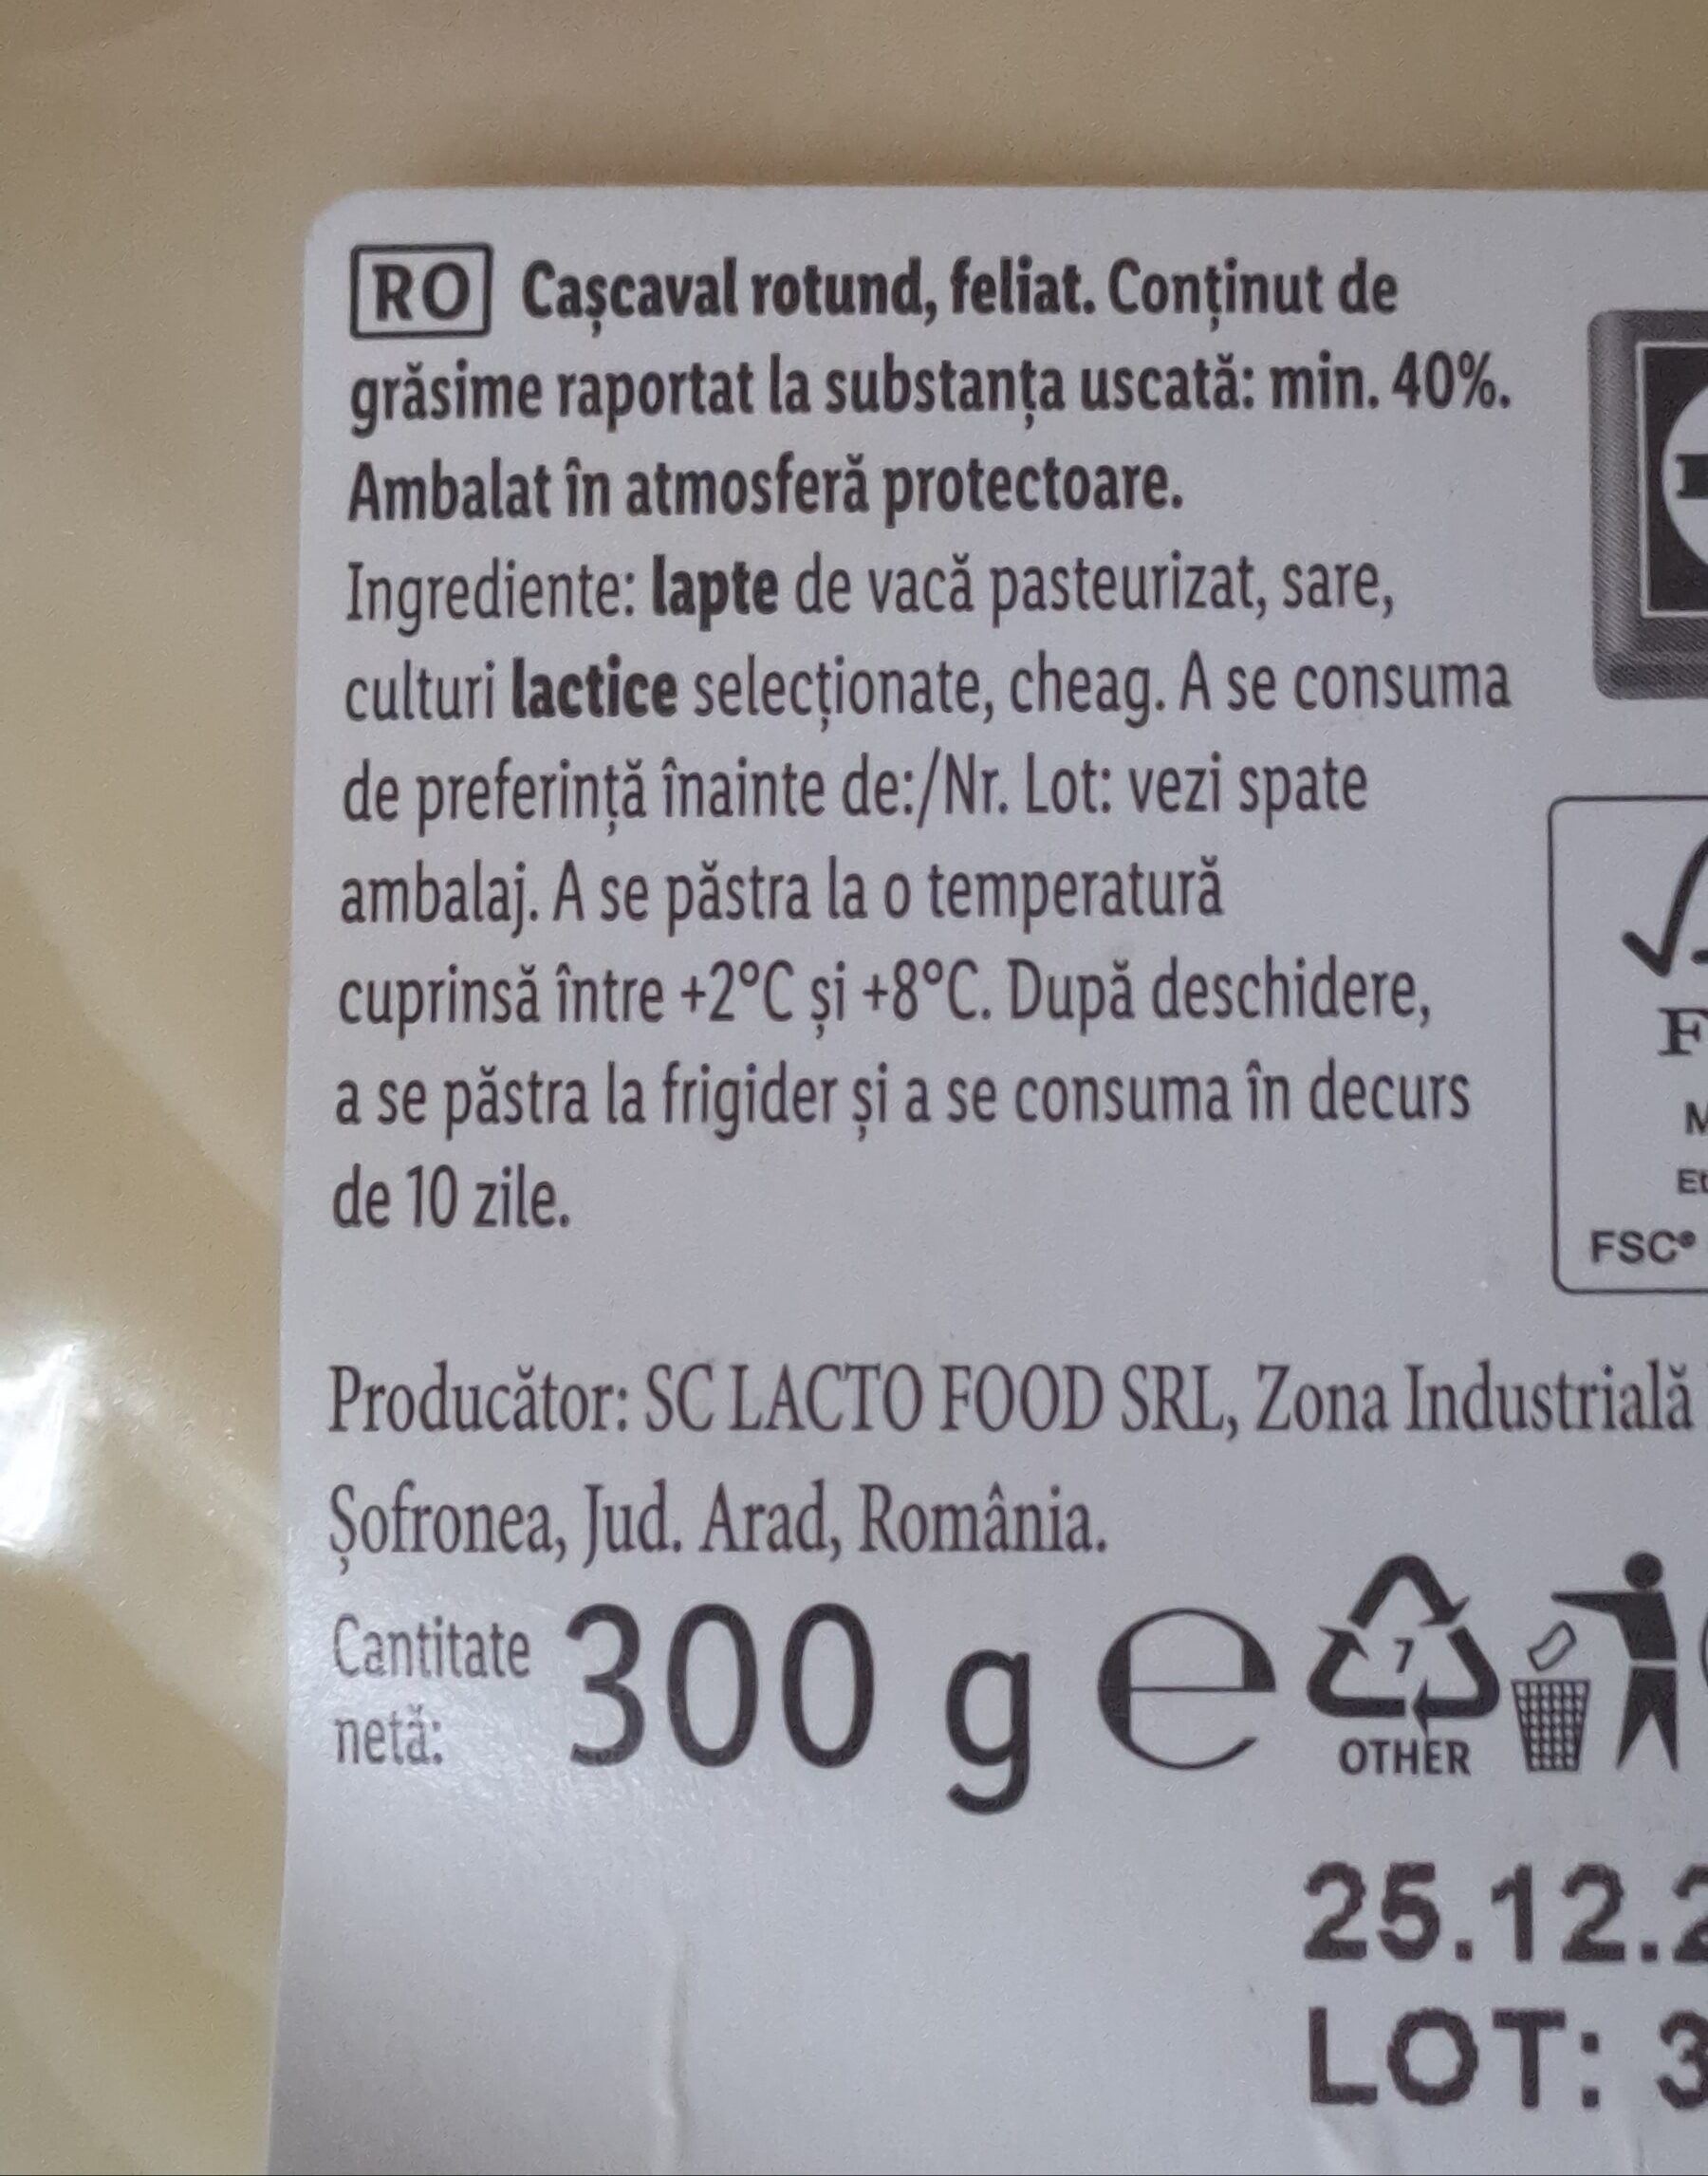 RO Cașcaval rotund, feliat. Conținut de
grăsime raportat la substanța uscată: min. 40%.
Ambalat în atmosferă protectoare.
Ingrediente: lapte de vacă pasteurizat, sare,
culturi lactice selecționate, cheag. A se consuma
de preferință înainte de:/Nr. Lot: vezi spate
ambalaj. A se păstra la o temperatură
cuprinsă între +2°C și +8°C. După deschidere,
a se păstra la frigider și a se consuma în decurs
de 10 zile.
FSC®
Producător: SC LACTO FOOD SRL, Zona Industrială
Șofronea, Jud. Arad, România.
Cantitate
netă:
300 g e
7
OTHER
25.12.
LOT: 3